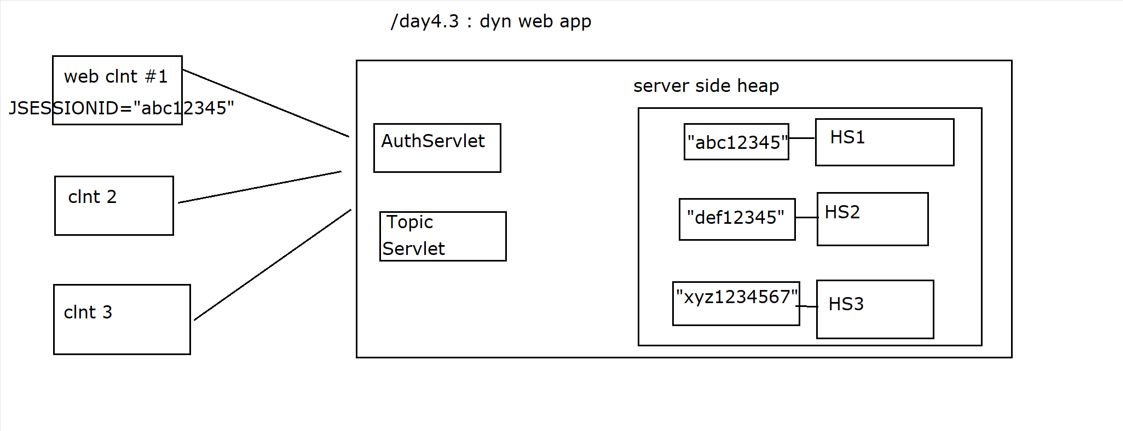 /day4.3 : dyn web app
web clnt #1
JSESSIONID="abc12345"
clnt 2
clnt 3
AuthServlet
Topic
Servlet
server side heap
"abc12345"
HS1
"def12345"
HS2
"xyz1234567"
HS3